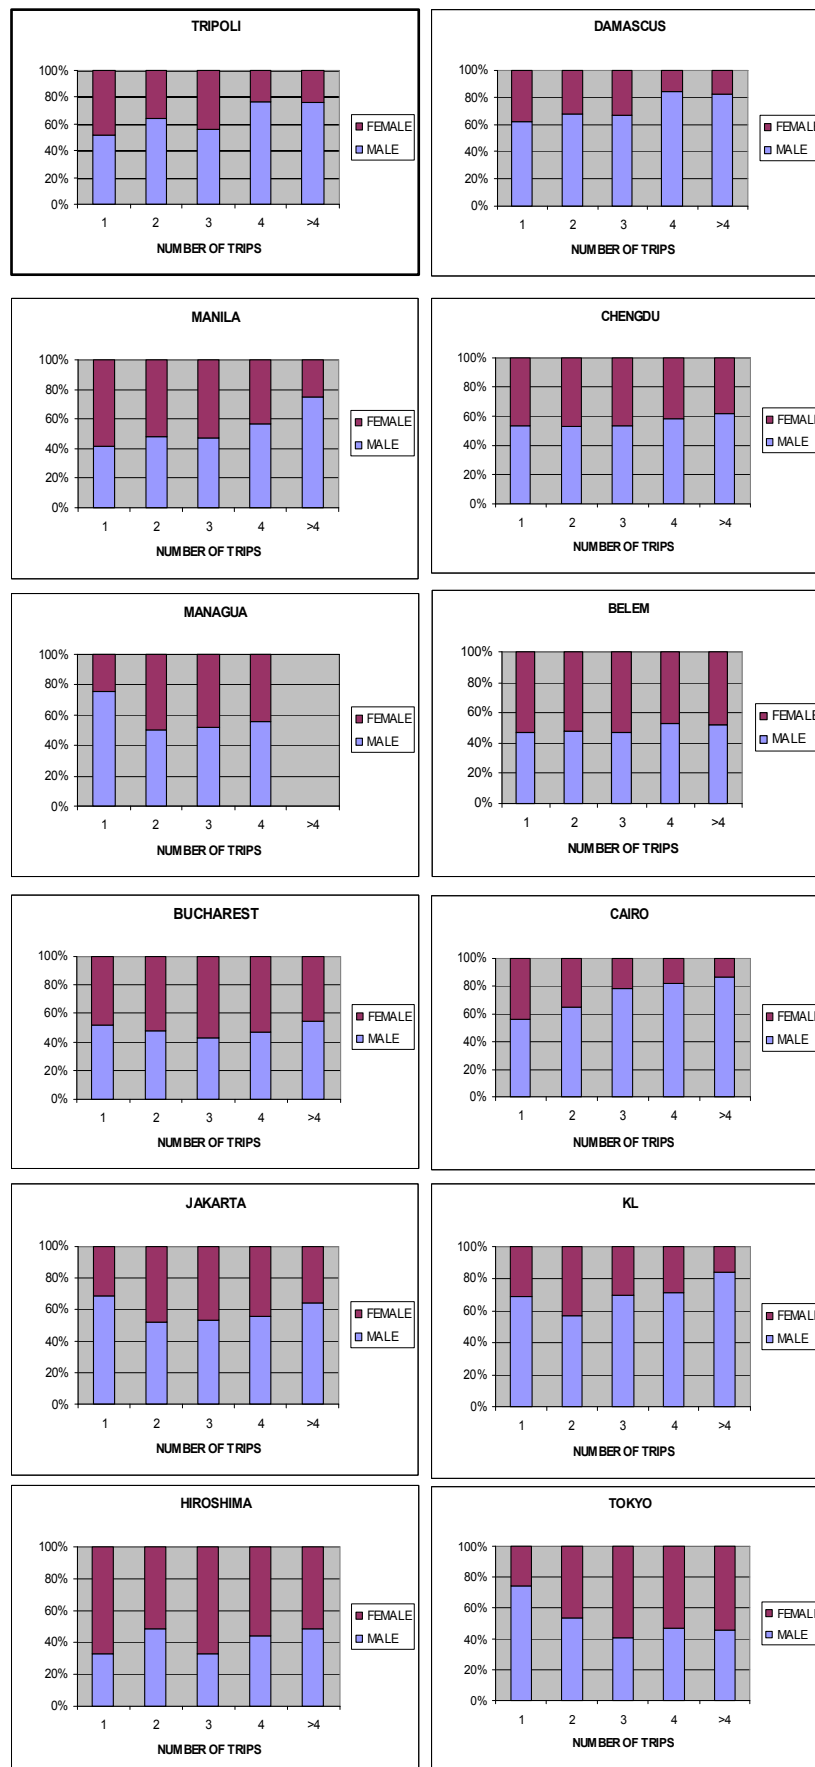 TRIPOLI
100%
80%
60%
40%
20%
0%
1 2 3 4 >4
NUMBER OF TRIPS
FEMALE
MALE
DAMASCUS
100%
80%
60%
40%
20%
0%
1 2 3 4 >4
NUMBER OF TRIPS
FEMALE
MALE
MANILA
100%
80%
60%
40%
20%
0%
1 2 3 4 >4
NUMBER OF TRIPS
FEMALE
MALE
CHENGDU
100%
80%
60%
40%
20%
0%
1 2 3 4 >4
NUMBER OF TRIPS
FEMALE
MALE
MANAGUA
100%
80%
60%
40%
20%
0%
1 2 3 4 >4
NUMBER OF TRIPS
FEMALE
MALE
BELEM
100%
80%
60%
40%
20%
0%
1 2 3 4 >4
NUMBER OF TRIPS
FEMALE
MALE
BUCHAREST
100%
80%
60%
40%
20%
0%
1 2 3 4 >4
NUMBER OF TRIPS
FEMALE
MALE
CAIRO
100%
80%
60%
40%
20%
0%
1 2 3 4 >4
NUMBER OF TRIPS
FEMALE
MALE
JAKARTA
100%
80%
60%
40%
20%
0%
1 2 3 4 >4
NUMBER OF TRIPS
FEMALE
MALE
KL
100%
80%
60%
40%
20%
0%
1 2 3 4 >4
NUMBER OF TRIPS
FEMALE
MALE
HIROSHIMA
100%
80%
60%
40%
20%
0%
1 2 3 4 >4
NUMBER OF TRIPS
FEMALE
MALE
TOKYO
100%
80%
60%
40%
20%
0%
1 2 3 4 >4
NUMBER OF TRIPS
FEMALE
MALE